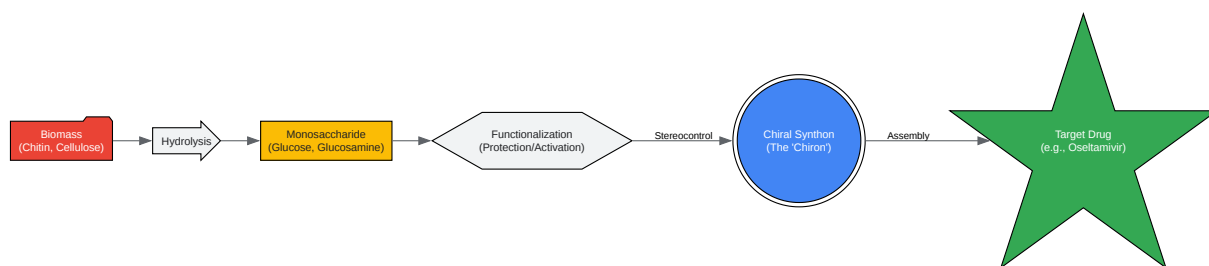 Biomass
(Chitin, Cellulose)
Hydrolysis
Monosaccharide
(Glucose, Glucosamine)
Functionalization
(Protection/Activation)
Stereocontrol
Chiral Synthon
(The 'Chiron')
Assembly
Target Drug
(e.g., Oseltamivir)